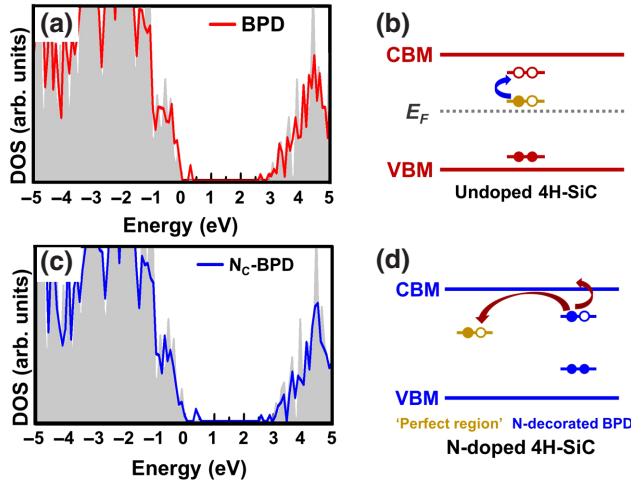 (a)
BPD
DOS (arb. units)
–5 –4 –3 –2 –1 0 1 2 3 4 5
Energy (eV)
(b)
CBM
E_F
VBM
Undoped 4H-SiC
(c)
N_C-BPD
DOS (arb. units)
–5 –4 –3 –2 –1 0 1 2 3 4 5
Energy (eV)
(d)
CBM
VBM
'Perfect region' N-decorated BPD
N-doped 4H-SiC